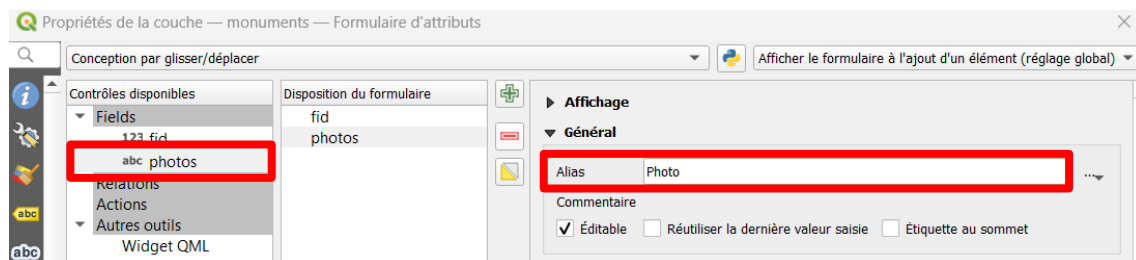 Propriétés de la couche — monuments — Formulaire d'attributs
Conception par glisser/déplacer
Afficher le formulaire à l'ajout d'un élément (réglage global)
Contrôles disponibles
Disposition du formulaire
Fields
fid
Affichage
123 fid
photos
Général
abc photos
Alias Photo ...
Relations
Actions
Commentaire
abc
Autres outils
Éditable Réutiliser la dernière valeur saisie Étiquette au sommet
abc
Widget QML